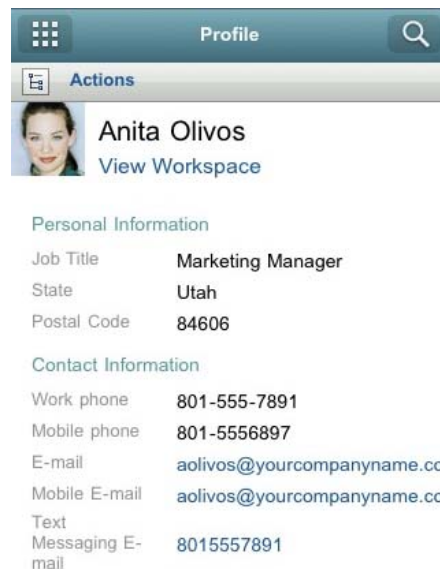 Profile
Actions
Anita Olivos
View Workspace
Personal Information
Job Title Marketing Manager
State Utah
Postal Code 84606
Contact Information
Work phone 801-555-7891
Mobile phone 801-5556897
E-mail aolivos@yourcompanyname.co
Mobile E-mail aolivos@yourcompanyname.co
Text
Messaging E- 8015557891
mail